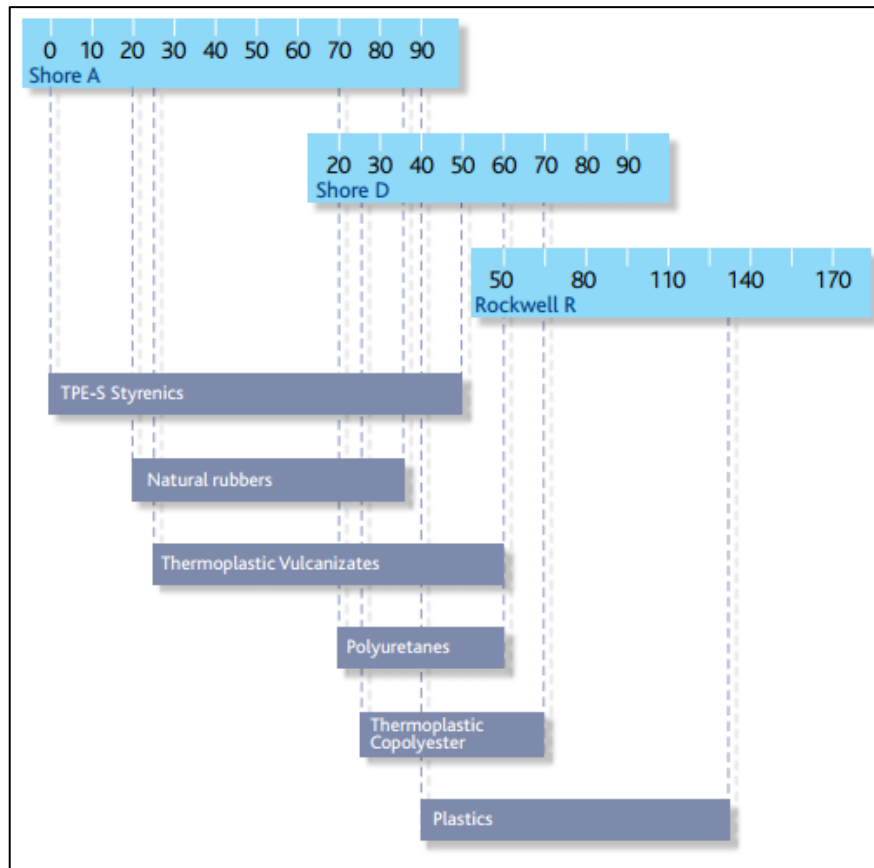 0 10 20 30 40 50 60 70 80 90
Shore A
20 30 40 50 60 70 80 90
Shore D
50 80 110 140 170
Rockwell R
TPE-S Styrenics
Natural rubbers
Thermoplastic Vulcanizates
Polyuretanes
Thermoplastic
Copolyester
Plastics